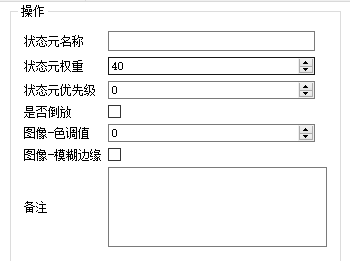 操作
状态元名称
状态元权重 40
状态元优先级 0
是否倒放
图像-色调值 0
图像-模糊边缘
备注